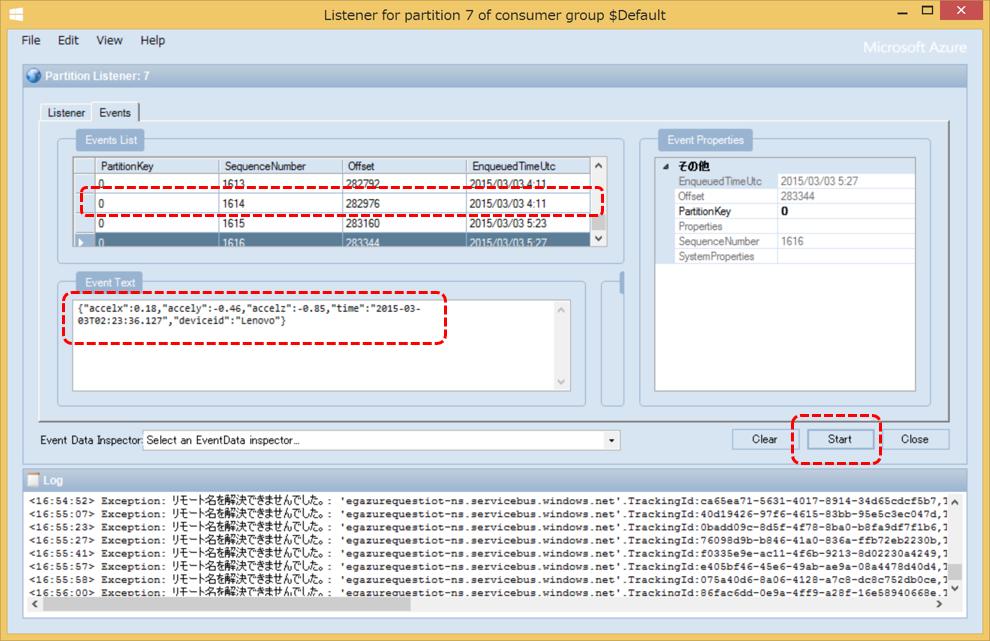 Listener for partition 7 of consumer group $Default
File Edit View Help
Microsoft Azure
Partition Listener: 7
Listener Events
Events List
PartitionKey SequenceNumber Offset EnqueuedTimeUtc
0 1613 282792 2015/03/03 4:11
0 1614 282976 2015/03/03 4:11
0 1615 283160 2015/03/03 5:23
0 1616 283344 2015/03/03 5:27
Event Properties
その他
EnqueuedTimeUtc 2015/03/03 5:27
Offset 283344
PartitionKey 0
Properties
SequenceNumber 1616
SystemProperties
Event Text
{"accelx":0.18,"accely":-0.46,"accelz":-0.85,"time":"2015-03-
03T02:23:36.127","deviceid":"Lenovo"}
Event Data Inspector: Select an EventData inspector...
Clear Start Close
Log
<16:54:52> Exception: リモート名を解決できませんでした。: 'egazurequestiot-ns.servicebus.windows.net'.TrackingId:ca65ea71-5631-4017-8914-34d65cdcf5b7,
<16:55:07> Exception: リモート名を解決できませんでした。: 'egazurequestiot-ns.servicebus.windows.net'.TrackingId:40d19426-97f6-4615-83bb-95e5c3ec047d,
<16:55:23> Exception: リモート名を解決できませんでした。: 'egazurequestiot-ns.servicebus.windows.net'.TrackingId:0badd09c-8d5f-4f78-8ba0-b8fa9df7f1b6,
<16:55:27> Exception: リモート名を解決できませんでした。: 'egazurequestiot-ns.servicebus.windows.net'.TrackingId:76098d9b-b846-41a0-836a-ffb72eb2230b,
<16:55:41> Exception: リモート名を解決できませんでした。: 'egazurequestiot-ns.servicebus.windows.net'.TrackingId:f0335e9e-ac11-4f6b-9213-8d02230a4249,
<16:55:57> Exception: リモート名を解決できませんでした。: 'egazurequestiot-ns.servicebus.windows.net'.TrackingId:e405bf46-45e6-49ab-ae9a-08a4478d40d4,
<16:55:58> Exception: リモート名を解決できませんでした。: 'egazurequestiot-ns.servicebus.windows.net'.TrackingId:075a40d6-8a06-4128-a7c8-dc8c752db0ce,
<16:56:00> Exception: リモート名を解決できませんでした。: 'egazurequestiot-ns.servicebus.windows.net'.TrackingId:86fac6dd-0e9a-4ff9-a28f-16e58940668e,